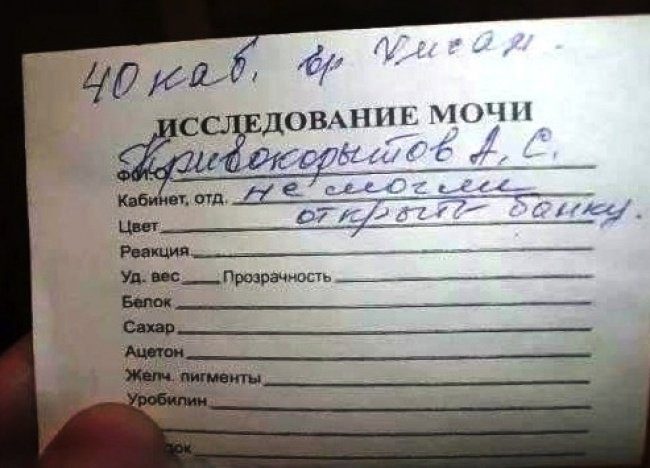 40 каб. вр
ИССЛЕДОВАНИЕ МОЧИ
Ф.И.О. Кривокорытов А. С.
Кабинет, отд. не могли
открыть банку.
Цвет
Реакция
Уд. вес Прозрачность
Белок
Сахар
Ацетон
Желч. пигменты
Уробилин